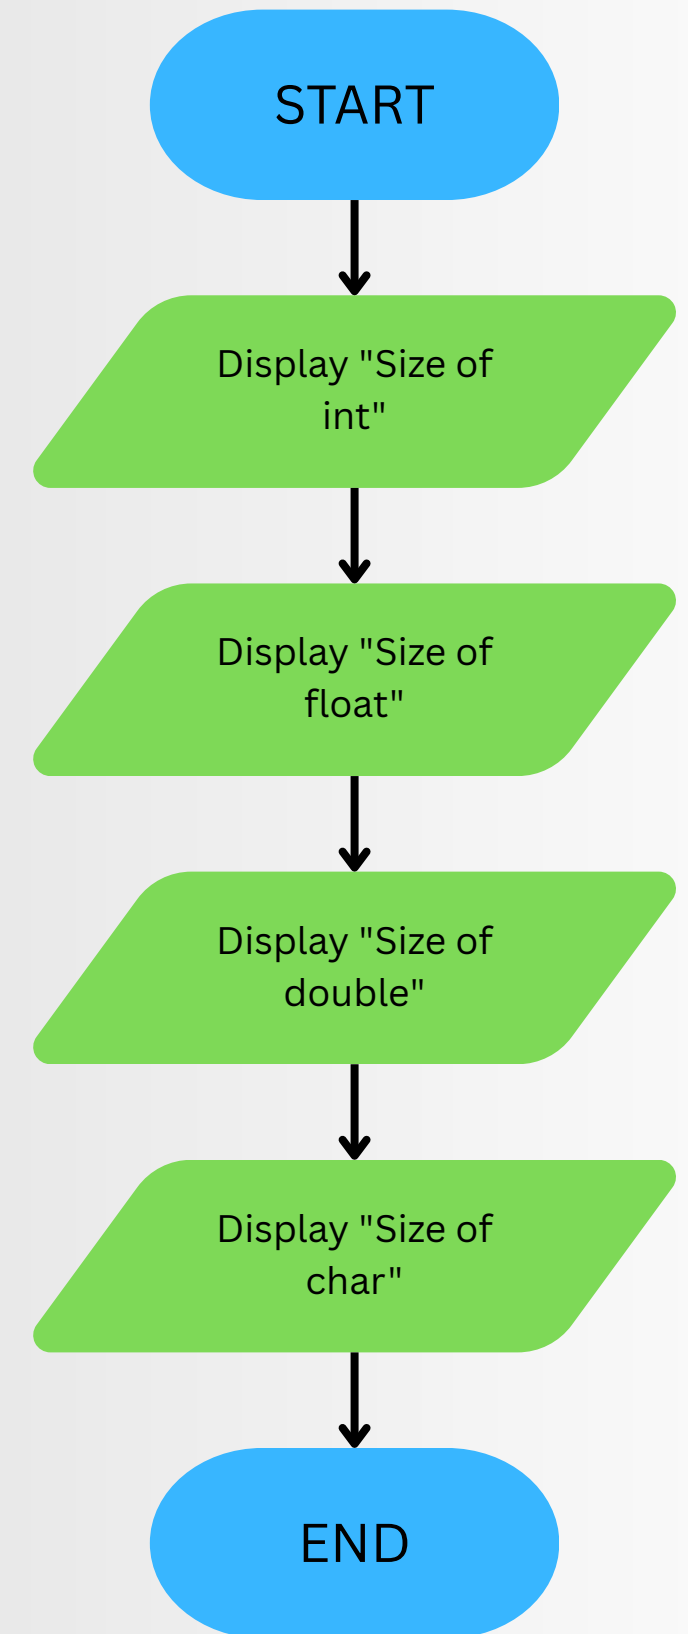 START
Display "Size of
int"
Display "Size of
float"
Display "Size of
double"
Display "Size of
char"
END